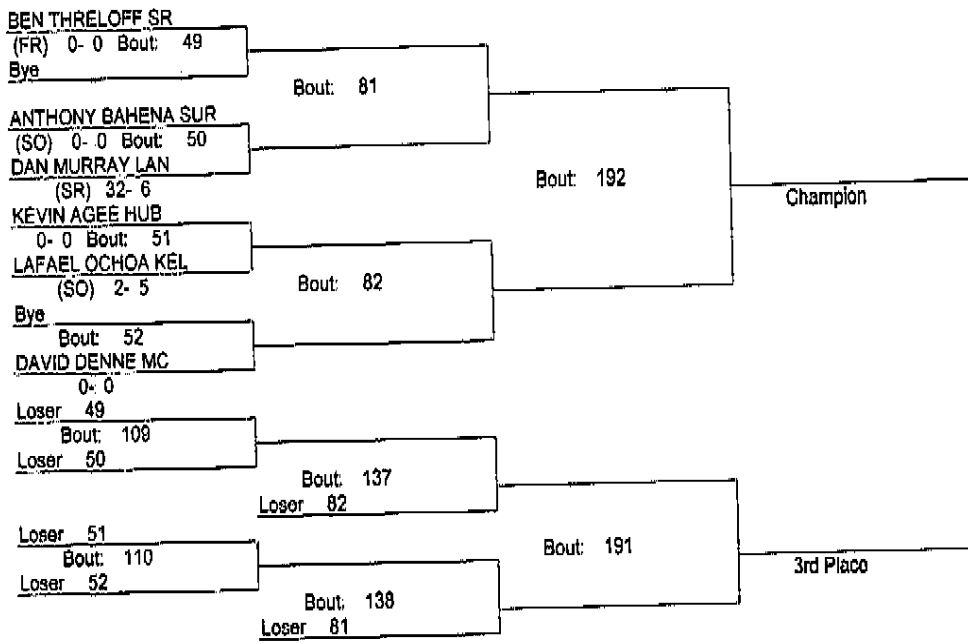 BEN THRELOFF SR
(FR) 0- 0 Bout: 49
Bye
Bout: 81
ANTHONY BAHENA SUR
(SO) 0- 0 Bout: 50
DAN MURRAY LAN
(SR) 32- 6
Bout: 192
Champion
KEVIN AGEE HUB
0- 0 Bout: 51
LAFAEL OCHOA KEL
(SO) 2- 5
Bout: 82
Bye
Bout: 52
DAVID DENNE MC
0- 0
Loser 49
Bout: 109
Loser 50
Bout: 137
Loser 82
Loser 51
Bout: 110
Loser 52
Bout: 191
3rd Place
Bout: 138
Loser 81